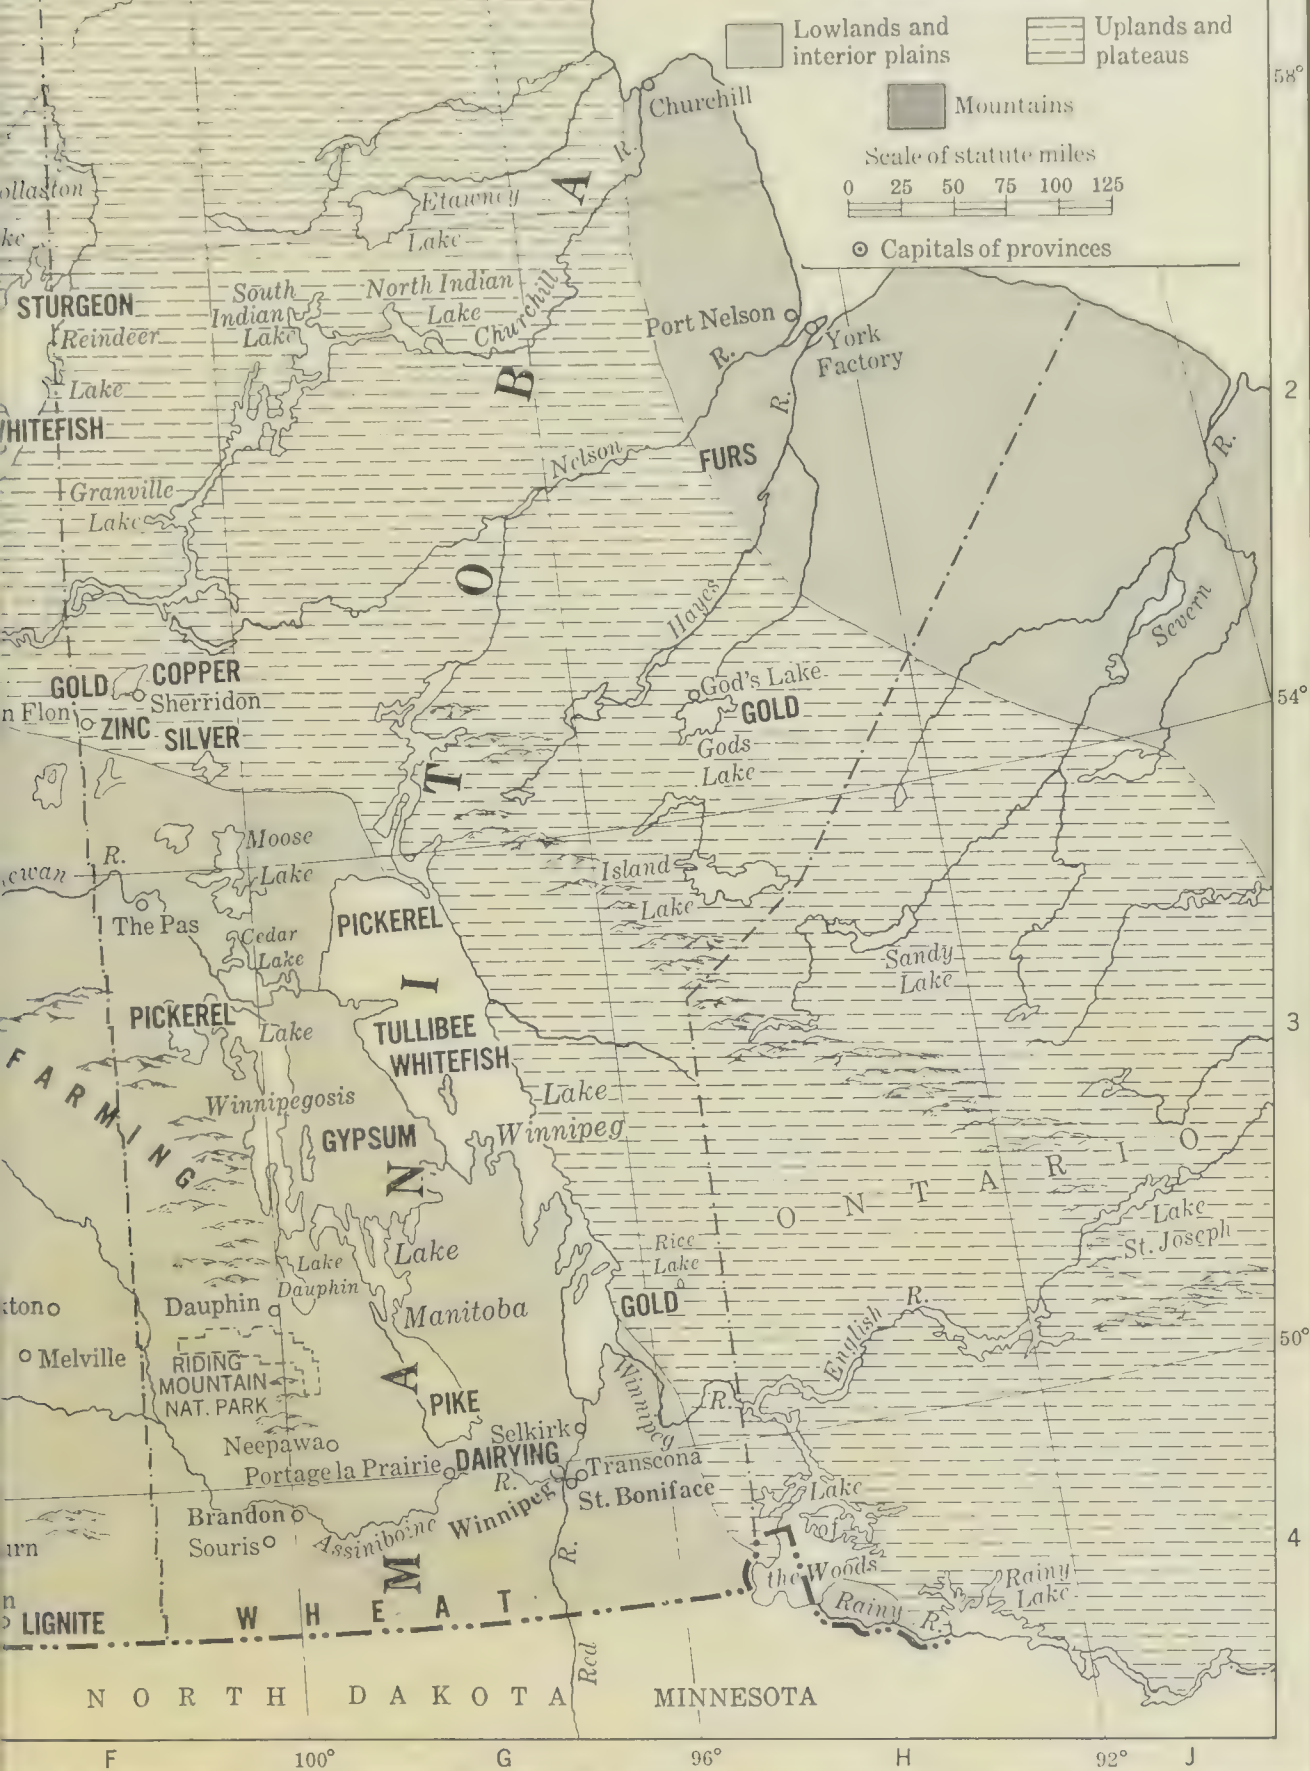 Lowlands and
interior plains
Uplands and
plateaus
Mountains
Scale of statute miles
0 25 50 75 100 125
Capitals of provinces
58°
Churchill
R.
A
Etawney
Lake
North Indian
Lake
South
Indian
Lake
Churchill
STURGEON
Reindeer
Lake
WHITEFISH
Port Nelson
York
Factory
R.
R.
B
2
R.
Nelson
FURS
Granville
Lake
O
Hayes
Severn
GOLD
COPPER
Sherridon
n Flon
ZINC
SILVER
God's Lake
GOLD
Gods
Lake
54°
T
Moose
Lake
R.
The Pas
Island
Lake
PICKEREL
Cedar
Lake
Sandy
Lake
I
PICKEREL
Lake
Winnipegosis
TULLIBEE
WHITEFISH
3
FARMING
Lake
Winnipeg
GYPSUM
N
ONTARIO
Lake
St. Joseph
Rice
Lake
GOLD
Lake
Dauphin
Lake
Manitoba
Dauphin
Melville
RIDING
MOUNTAIN
NAT. PARK
English
R.
50°
A
PIKE
Winnipeg
R.
Neepawa
Selkirk
Portage la Prairie
DAIRYING
R.
Transcona
Winnipeg
St. Boniface
Brandon
Souris
Assiniboine
R.
Lake
of
the Woods
M
4
Rainy
Lake
Rainy
R.
LIGNITE
WHEAT
Red
NORTH DAKOTA
MINNESOTA
F 100° G 96° H 92° J